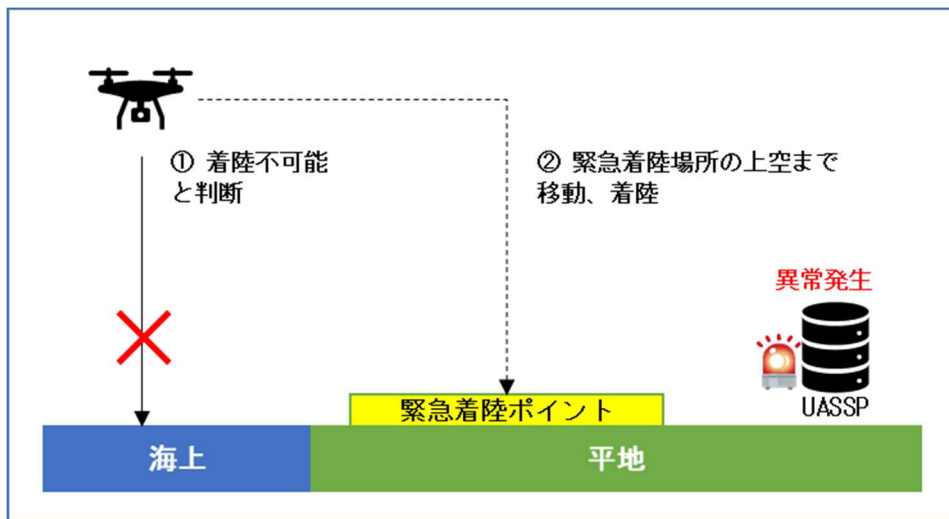 ① 着陸不可能
と判断
② 緊急着陸場所の上空まで
移動、着陸
異常発生
UASSP
緊急着陸ポイント
海上
平地